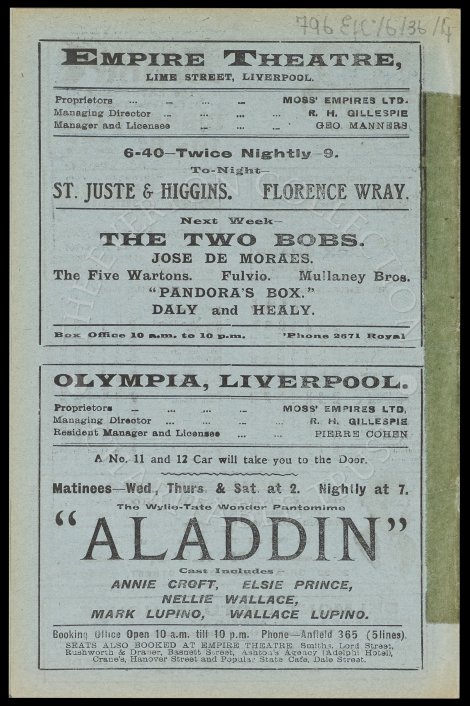 796 EIC/6/36/4
EMPIRE THEATRE,
LIME STREET, LIVERPOOL.
Proprietors ... ... ... ... MOSS' EMPIRES LTD.
Managing Director ... ... ... ... R. H. GILLESPIE
Manager and Licensee ... ... ... GEO. MANNERS
6-40—Twice Nightly—9.
To-Night—
ST. JUSTE & HIGGINS. FLORENCE WRAY.
Next Week—
THE TWO BOBS.
JOSE DE MORAES.
The Five Wartons. Fulvio. Mullaney Bros.
"PANDORA'S BOX."
DALY and HEALY.
Box Office 10 a.m. to 10 p.m. 'Phone 2671 Royal
OLYMPIA, LIVERPOOL.
Proprietors ... ... ... ... MOSS' EMPIRES LTD.
Managing Director ... ... ... ... R. H. GILLESPIE
Resident Manager and Licensee ... ... PIERRE COHEN
A No. 11 and 12 Car will take you to the Door.
Matinees—Wed., Thurs. & Sat. at 2. Nightly at 7.
The Wylie-Tate Wonder Pantomime
"ALADDIN"
Cast Includes—
ANNIE CROFT, ELSIE PRINCE,
NELLIE WALLACE,
MARK LUPINO, WALLACE LUPINO.
Booking Office Open 10 a.m. till 10 p.m. Phone—Anfield 365 (5 lines).
SEATS ALSO BOOKED AT EMPIRE THEATRE, Smiths, Lord Street,
Rushworth & Draper, Basnett Street, Ashton's Agency (Adelphi Hotel),
Crane's, Hanover Street and Popular State Cafe, Dale Street.